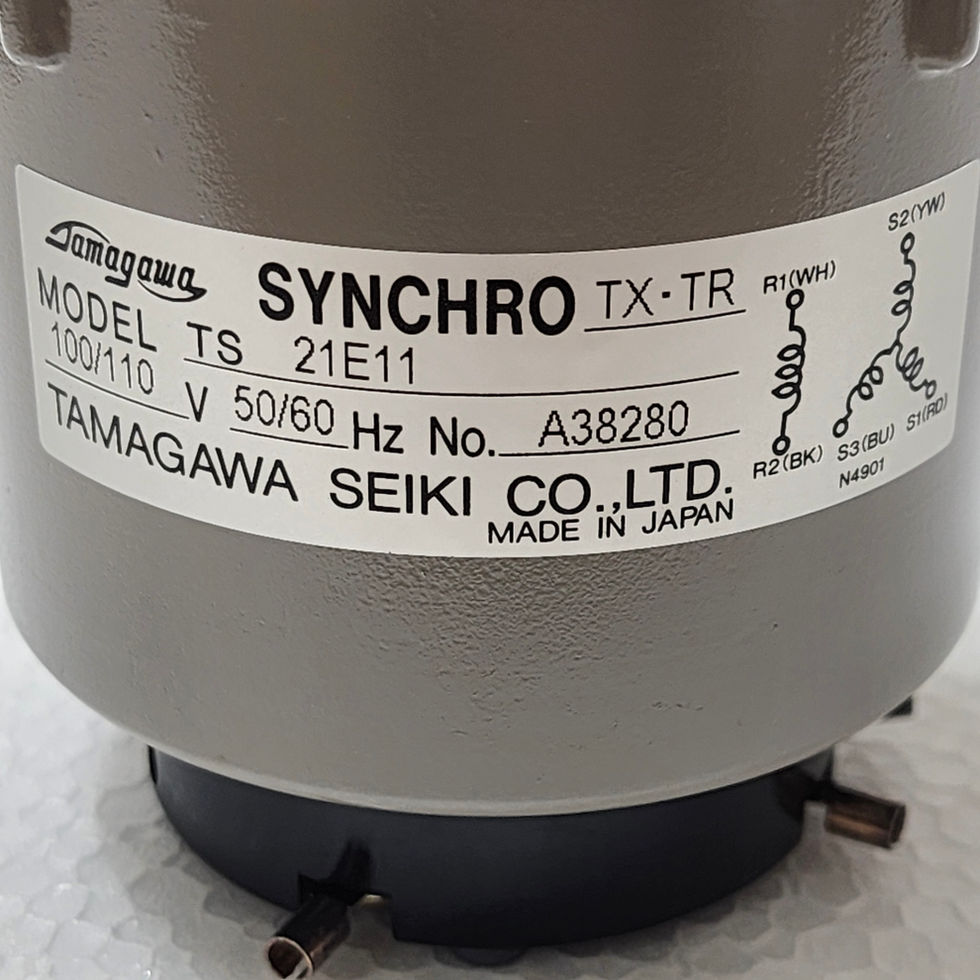 Tamagawa SYNCHRO TX-TR
MODEL TS 21E11
100/110 V 50/60 Hz No. A38280
TAMAGAWA SEIKI CO.,LTD.
MADE IN JAPAN
R1(WH)
R2(BK)
S2(YW)
S3(BU) S1(RD)
N4901